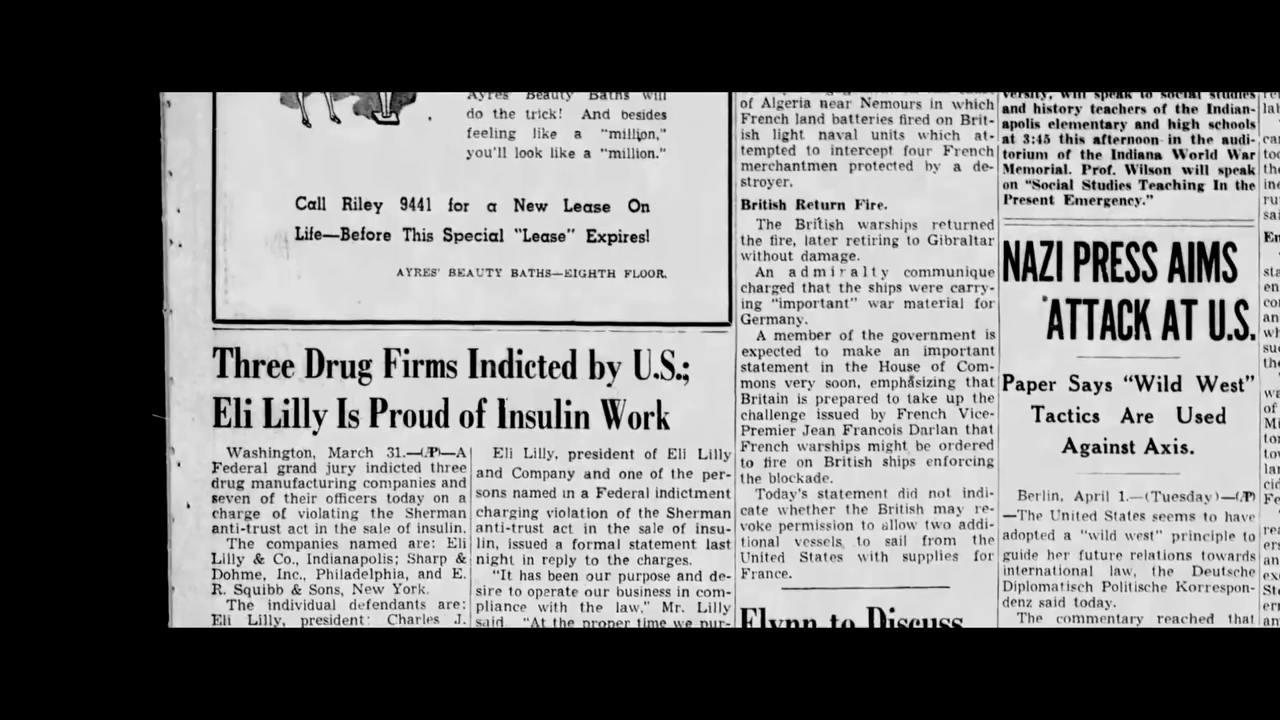 Ayres Beauty Baths will
do the trick! And besides
feeling like a "million,"
you'll look like a "million."
Call Riley 9441 for a New Lease On
Life—Before This Special "Lease" Expires!
AYRES' BEAUTY BATHS—EIGHTH FLOOR.
Three Drug Firms Indicted by U.S.;
Eli Lilly Is Proud of Insulin Work
Washington, March 31.—(AP)—A
Federal grand jury indicted three
drug manufacturing companies and
seven of their officers today on a
charge of violating the Sherman
anti-trust act in the sale of insulin.
The companies named are: Eli
Lilly & Co., Indianapolis; Sharp &
Dohme, Inc., Philadelphia, and E.
R. Squibb & Sons, New York.
The individual defendants are:
Eli Lilly, president: Charles J.
Eli Lilly, president of Eli Lilly
and Company and one of the per-
sons named in a Federal indictment
charging violation of the Sherman
anti-trust act in the sale of insu-
lin, issued a formal statement last
night in reply to the charges.
"It has been our purpose and de-
sire to operate our business in com-
pliance with the law," Mr. Lilly
said. "At the proper time we pur-
of Algeria near Nemours in which
French land batteries fired on Brit-
ish light naval units which at-
tempted to intercept four French
merchantmen protected by a de-
stroyer.
British Return Fire.
The British warships returned
the fire, later retiring to Gibraltar
without damage.
An admiralty communique
charged that the ships were carry-
ing "important" war material for
Germany.
A member of the government is
expected to make an important
statement in the House of Com-
mons very soon, emphasizing that
Britain is prepared to take up the
challenge issued by French Vice-
Premier Jean Francois Darlan that
French warships might be ordered
to fire on British ships enforcing
the blockade.
Today's statement did not indi-
cate whether the British may re-
voke permission to allow two addi-
tional vessels, to sail from the
United States with supplies for
France.
Flynn to Discuss
versity, will speak to social studies
and history teachers of the Indian-
apolis elementary and high schools
at 3:45 this afternoon in the audi-
torium of the Indiana World War
Memorial. Prof. Wilson will speak
on "Social Studies Teaching In the
Present Emergency."
NAZI PRESS AIMS
ATTACK AT U.S.
Paper Says "Wild West"
Tactics Are Used
Against Axis.
Berlin, April 1.—(Tuesday)—(AP)
—The United States seems to have
adopted a "wild west" principle to
guide her future relations towards
international law, the Deutsche
Diplomatisch Politische Korrespon-
denz said today.
The commentary reached that